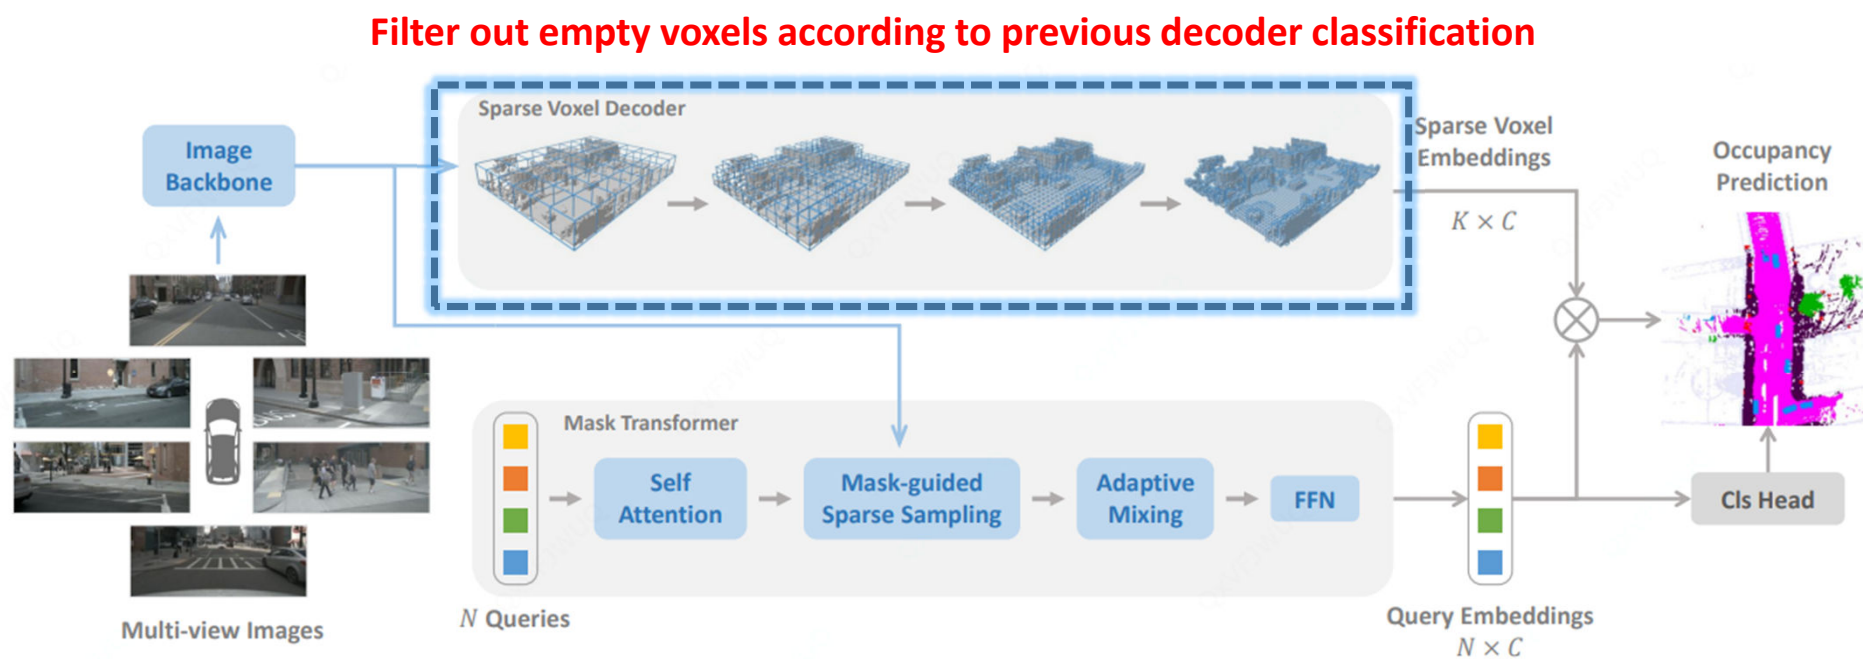 Filter out empty voxels according to previous decoder classification
Sparse Voxel Decoder
Image
Backbone
Sparse Voxel
Embeddings
K × C
Occupancy
Prediction
Mask Transformer
Self
Attention
Mask-guided
Sparse Sampling
Adaptive
Mixing
FFN
Cls Head
N Queries
Multi-view Images
Query Embeddings
N × C